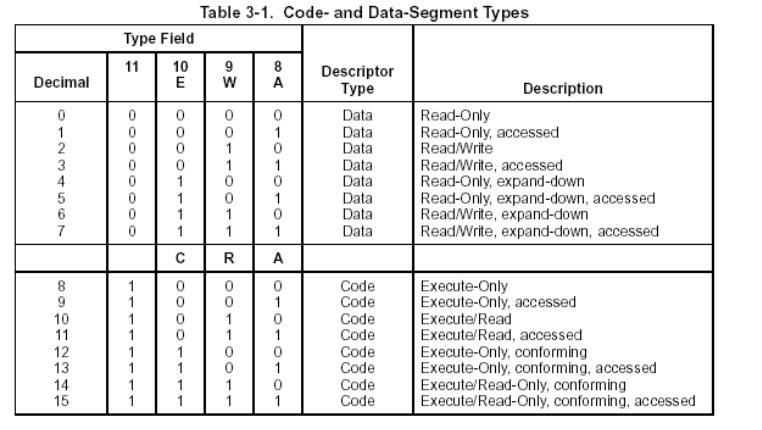 Table 3-1. Code- and Data-Segment Types
Type Field
Decimal 11 10 E 9 W 8 A Descriptor Type Description
0 0 0 0 0 Data Read-Only
1 0 0 0 1 Data Read-Only, accessed
2 0 0 1 0 Data Read/Write
3 0 0 1 1 Data Read/Write, accessed
4 0 1 0 0 Data Read-Only, expand-down
5 0 1 0 1 Data Read-Only, expand-down, accessed
6 0 1 1 0 Data Read/Write, expand-down
7 0 1 1 1 Data Read/Write, expand-down, accessed
C R A
8 1 0 0 0 Code Execute-Only
9 1 0 0 1 Code Execute-Only, accessed
10 1 0 1 0 Code Execute/Read
11 1 0 1 1 Code Execute/Read, accessed
12 1 1 0 0 Code Execute-Only, conforming
13 1 1 0 1 Code Execute-Only, conforming, accessed
14 1 1 1 0 Code Execute/Read-Only, conforming
15 1 1 1 1 Code Execute/Read-Only, conforming, accessed